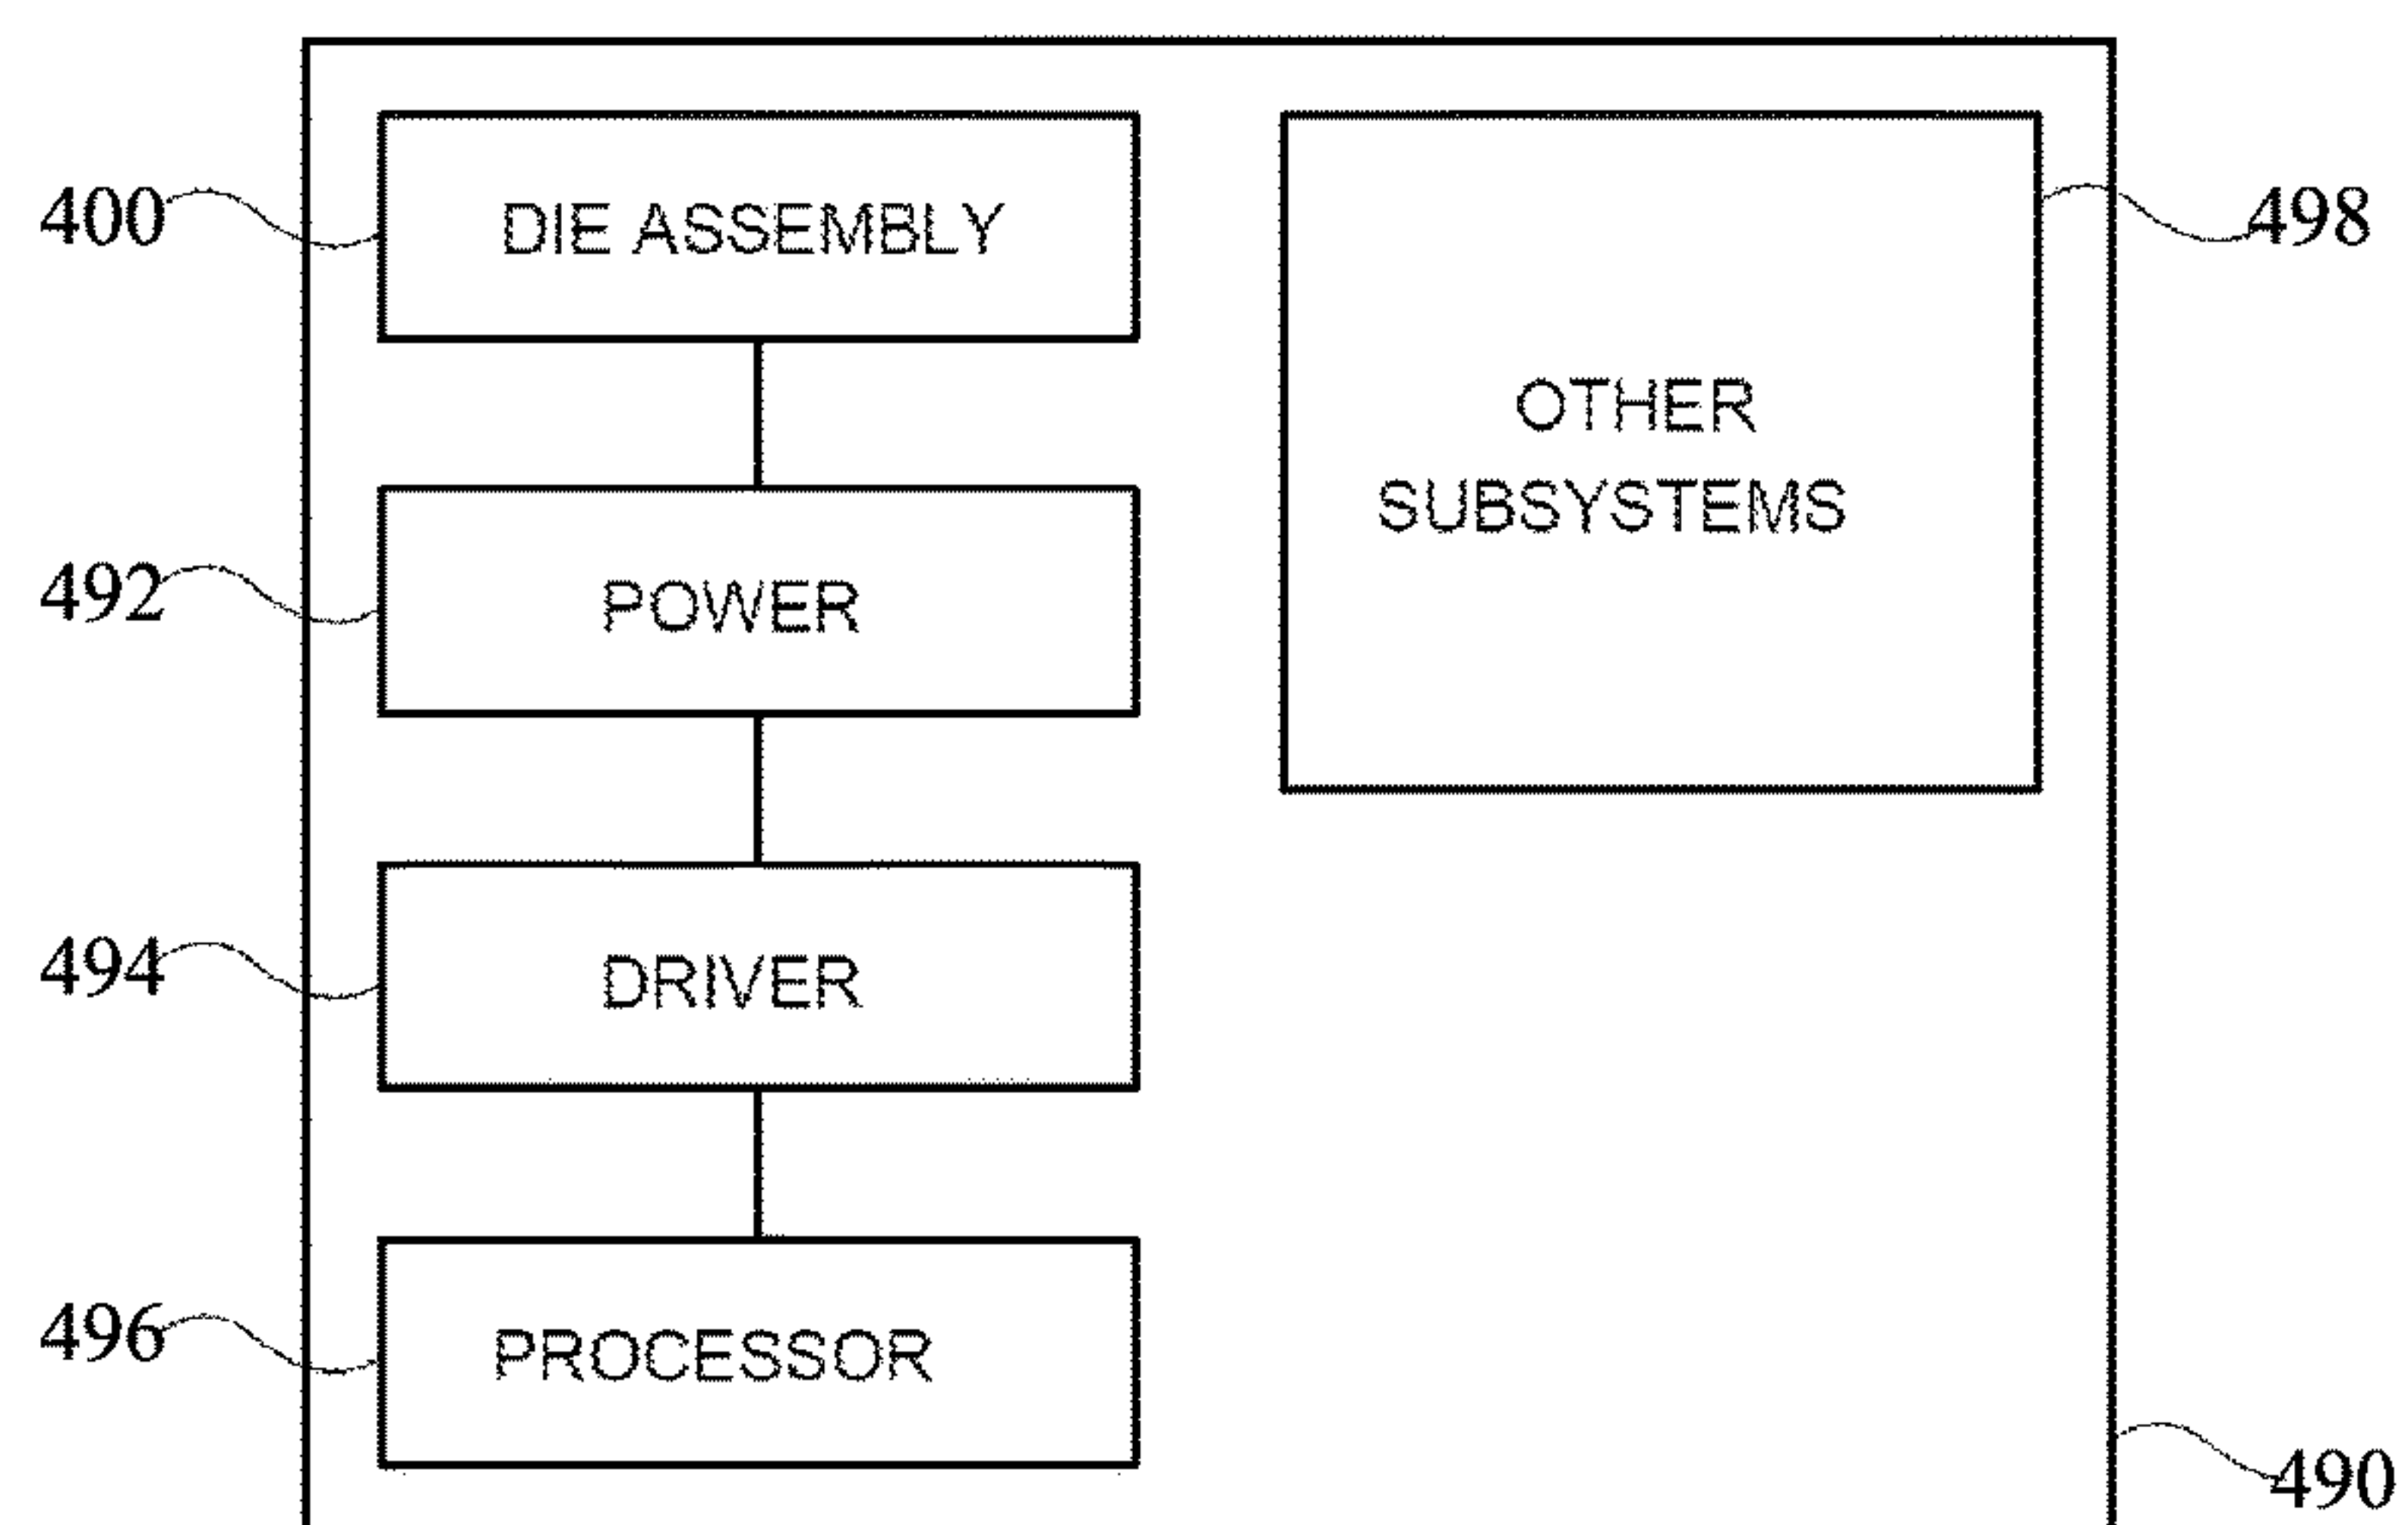 400
DIE ASSEMBLY
498
OTHER
SUBSYSTEMS
492
POWER
494
DRIVER
496
PROCESSOR
490